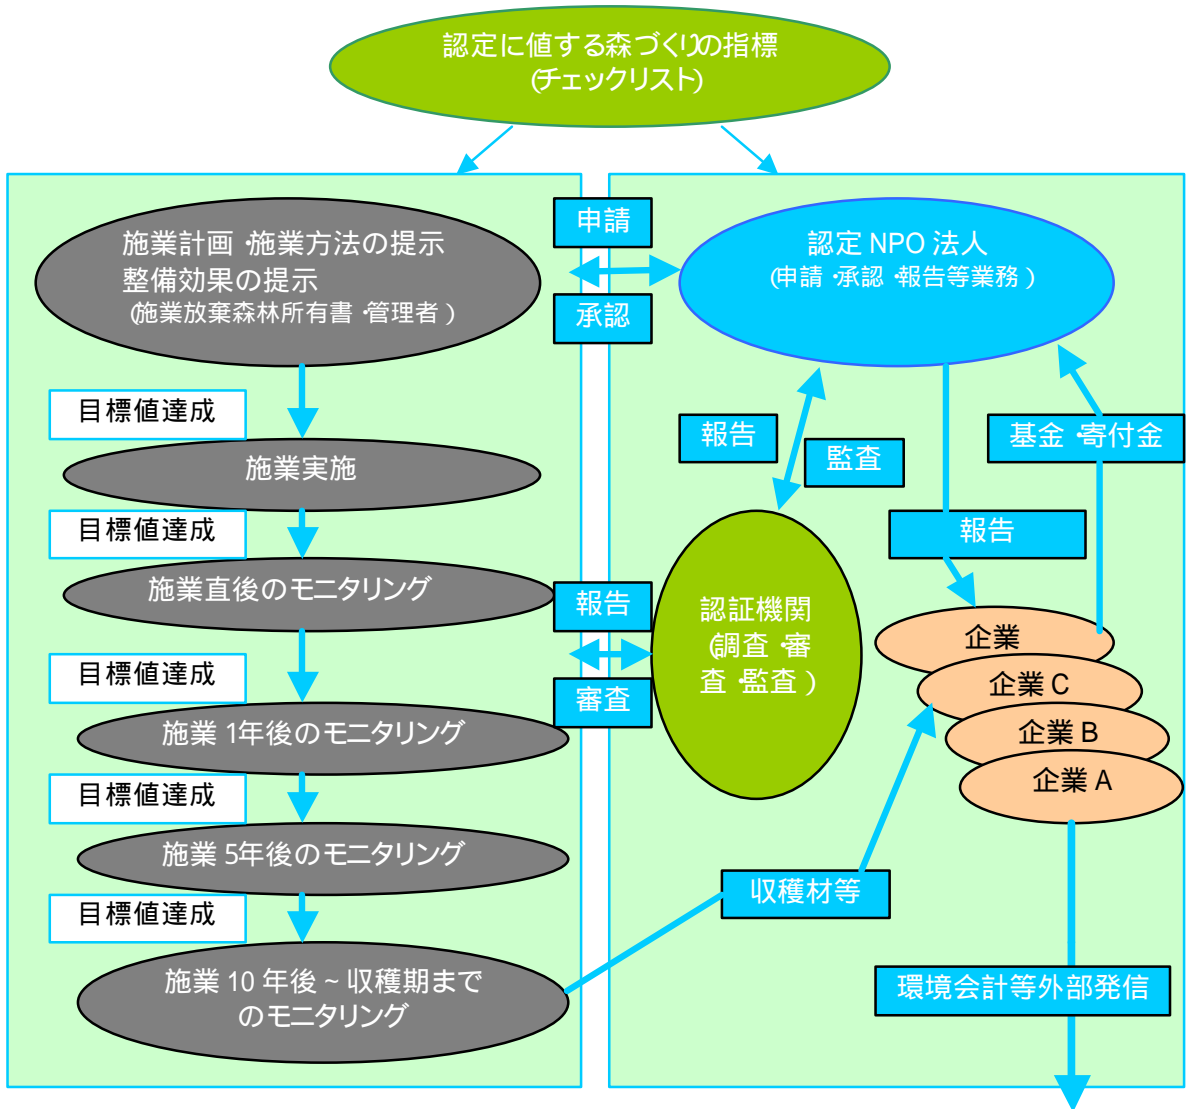 認定に値する森づくりの指標
(チェックリスト)
施業計画・施業方法の提示
整備効果の提示
(施業放棄森林所有書・管理者)
目標値達成
施業実施
目標値達成
施業直後のモニタリング
目標値達成
施業 1年後のモニタリング
目標値達成
施業 5年後のモニタリング
目標値達成
施業 10 年後 ~ 収穫期まで
のモニタリング
申請
承認
報告
審査
認定 NPO 法人
(申請・承認・報告等業務)
報告
監査
基金・寄付金
報告
認証機関
(調査・審
査・監査)
企業
企業 C
企業 B
企業 A
収穫材等
環境会計等外部発信